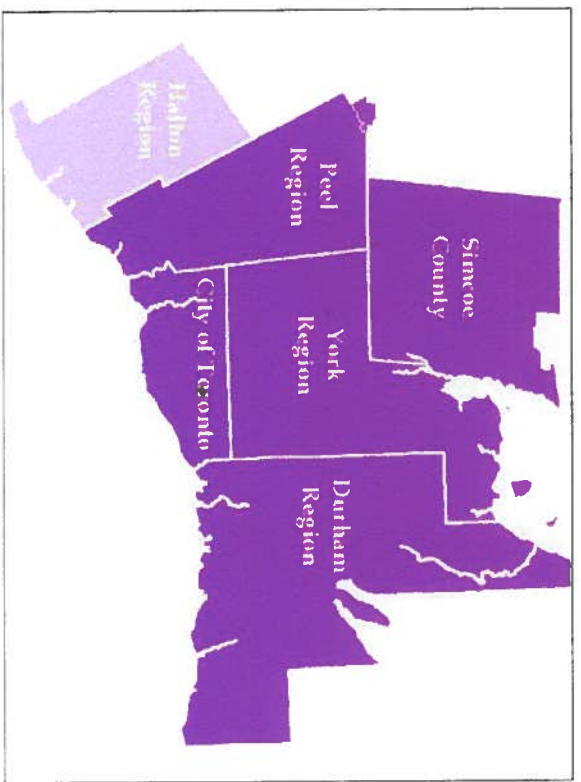 Simcoe
County
Peel
Region
York
Region
Durham
Region
Halton
Region
City of Toronto